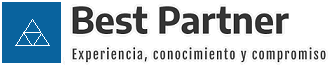 Best Partner
Experiencia, conocimiento y compromiso